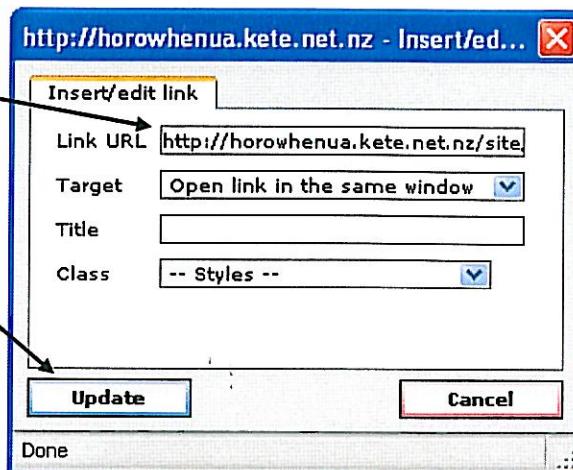 http://horowhenua.kete.net.nz - Insert/ed...
Insert/edit link
Link URL http://horowhenua.kete.net.nz/site
Target Open link in the same window
Title
Class -- Styles --
Update Cancel
Done